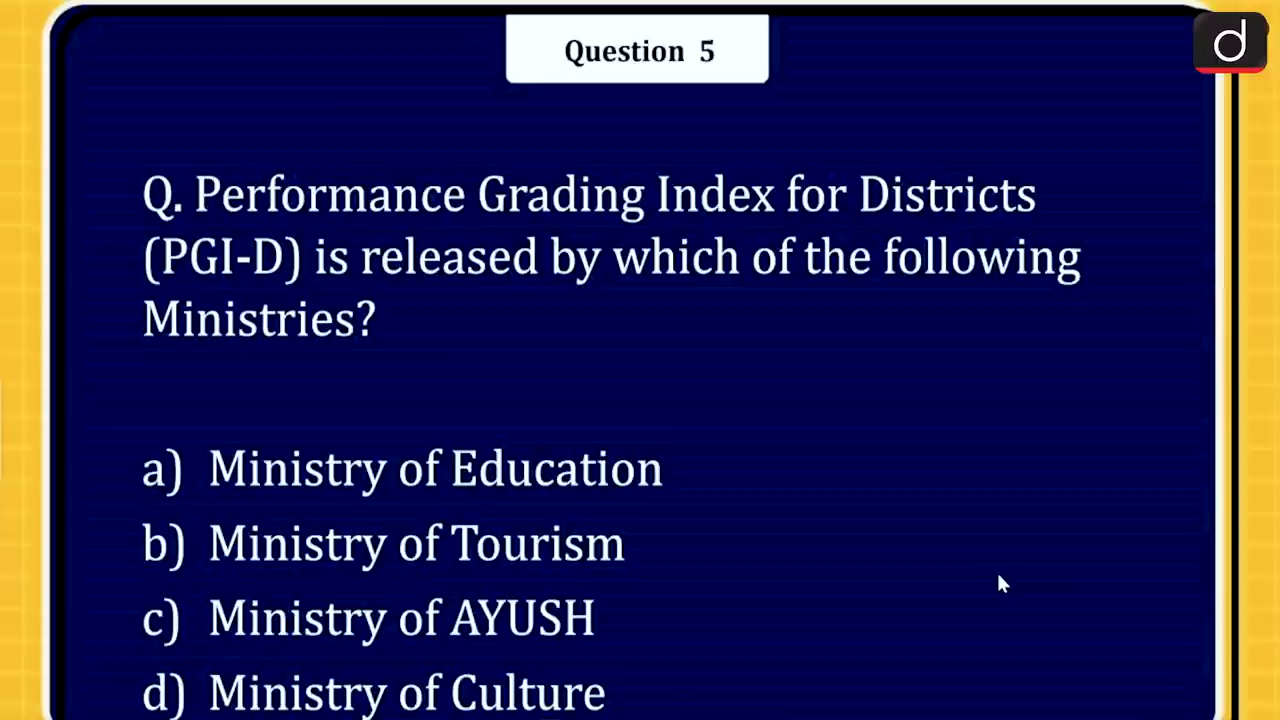 d
Question 5
Q. Performance Grading Index for Districts
(PGI-D) is released by which of the following
Ministries?
a) Ministry of Education
b) Ministry of Tourism
c) Ministry of AYUSH
d) Ministry of Culture